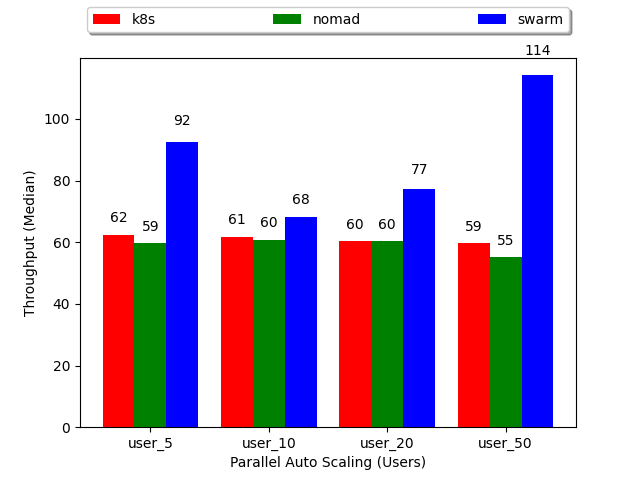 k8s nomad swarm
114
100
92
80
77
68
62 59 61 60 60 60 59 55
60
40
20
0
user_5 user_10 user_20 user_50
Parallel Auto Scaling (Users)
Throughput (Median)